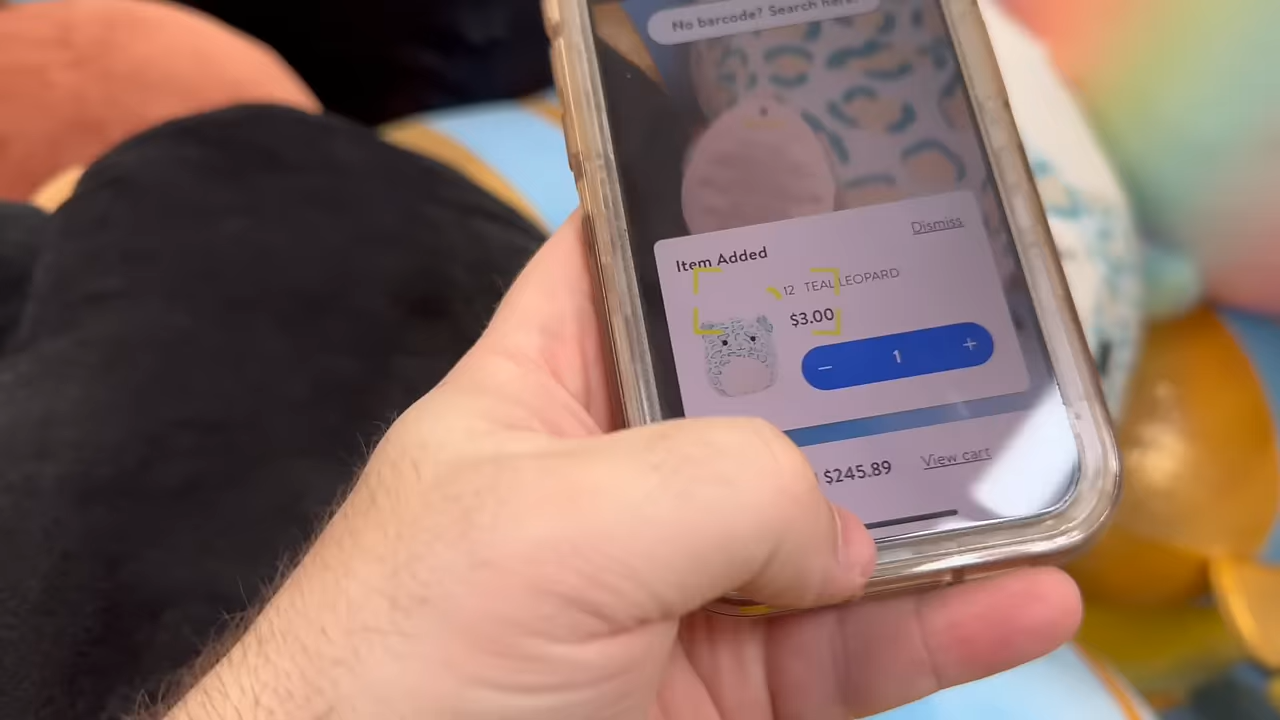 No barcode? Search here.
Dismiss
Item Added
12 TEAL LEOPARD
$3.00
− 1 +
$245.89
View cart